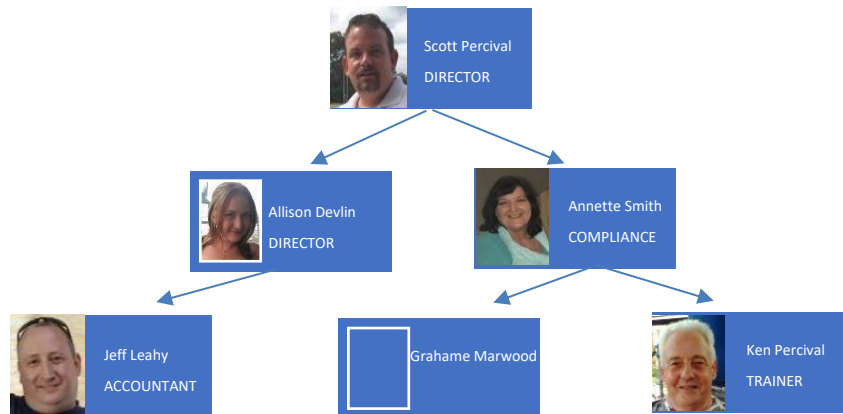 Scott Percival
DIRECTOR
Allison Devlin
DIRECTOR
Annette Smith
COMPLIANCE
Jeff Leahy
ACCOUNTANT
Grahame Marwood
Ken Percival
TRAINER